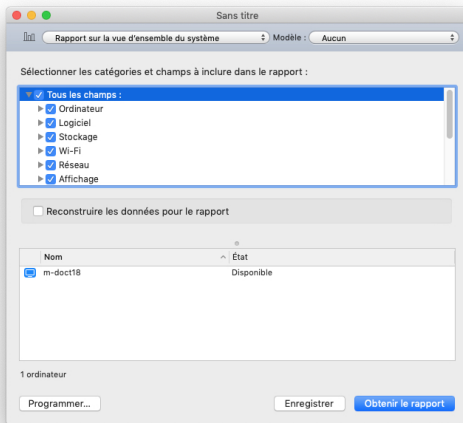 Sans titre
Rapport sur la vue d'ensemble du système Modèle : Aucun
Sélectionner les catégories et champs à inclure dans le rapport :
Tous les champs :
Ordinateur
Logiciel
Stockage
Wi-Fi
Réseau
Affichage
Reconstruire les données pour le rapport
Nom État
m-doct18 Disponible
1 ordinateur
Programmer... Enregistrer Obtenir le rapport